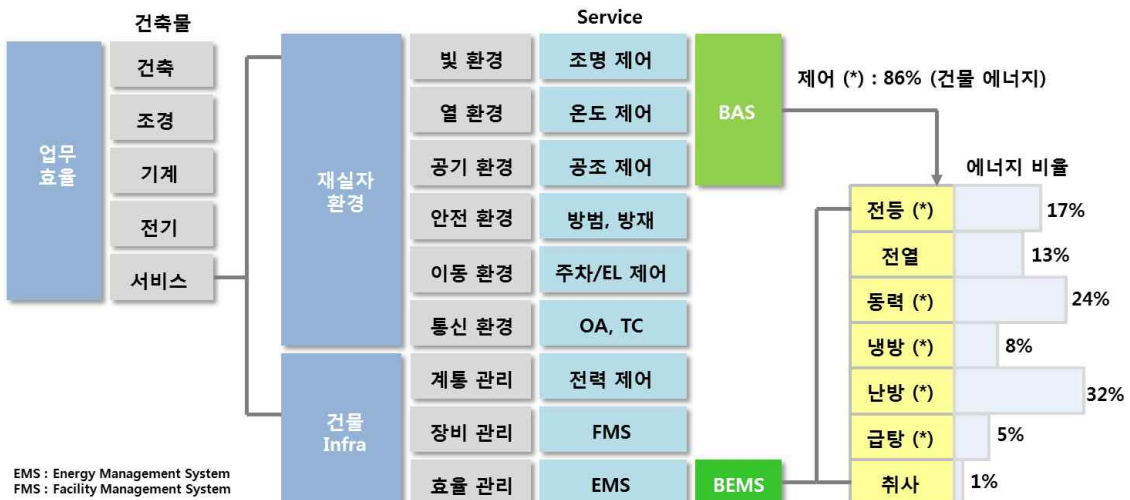 건축물
업무
효율
건축
조경
기계
전기
서비스
EMS : Energy Management System
FMS : Facility Management System
재실자
환경
건물
Infra
Service
빛 환경 조명 제어
열 환경 온도 제어
공기 환경 공조 제어
안전 환경 방범, 방재
이동 환경 주차/EL 제어
통신 환경 OA, TC
계통 관리 전력 제어
장비 관리 FMS
효율 관리 EMS
BAS
BEMS
제어 (*) : 86% (건물 에너지)
에너지 비율
전등 (*) 17%
전열 13%
동력 (*) 24%
냉방 (*) 8%
난방 (*) 32%
급탕 (*) 5%
취사 1%